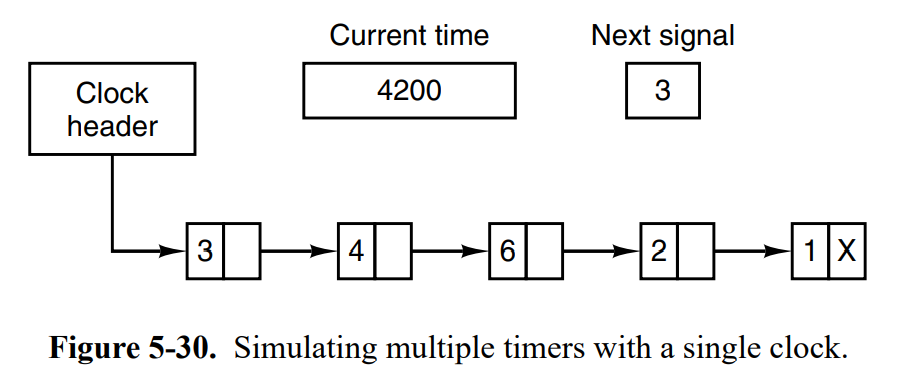 Current time
Next signal
Clock
header
4200
3
3
4
6
2
1 X
Figure 5-30. Simulating multiple timers with a single clock.